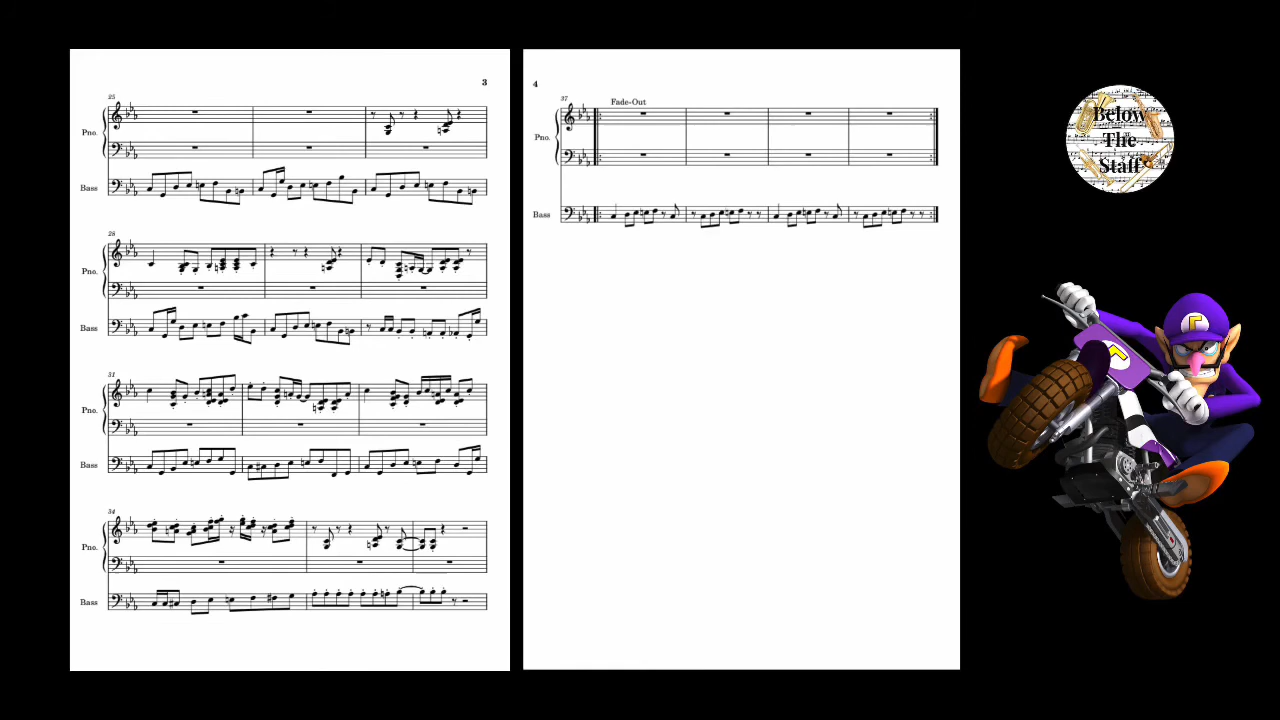 3
25
Pno.
Bass
28
Pno.
Bass
31
Pno.
Bass
34
Pno.
Bass
4
37
Fade-Out
Pno.
Bass
Below
The
Staff